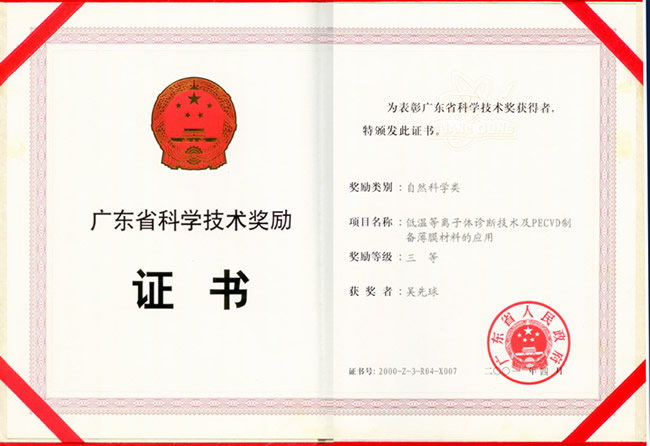 广东省科学技术奖励
证书
为表彰广东省科学技术奖获得者，
特颁发此证书。
奖励类别：自然科学类
项目名称：低温等离子体诊断技术及PECVD制
备薄膜材料的应用
奖励等级：三 等
获 奖 者：吴先球
广东省人民政府
证书号：2000-Z-3-R04-X007
二〇〇一年四月